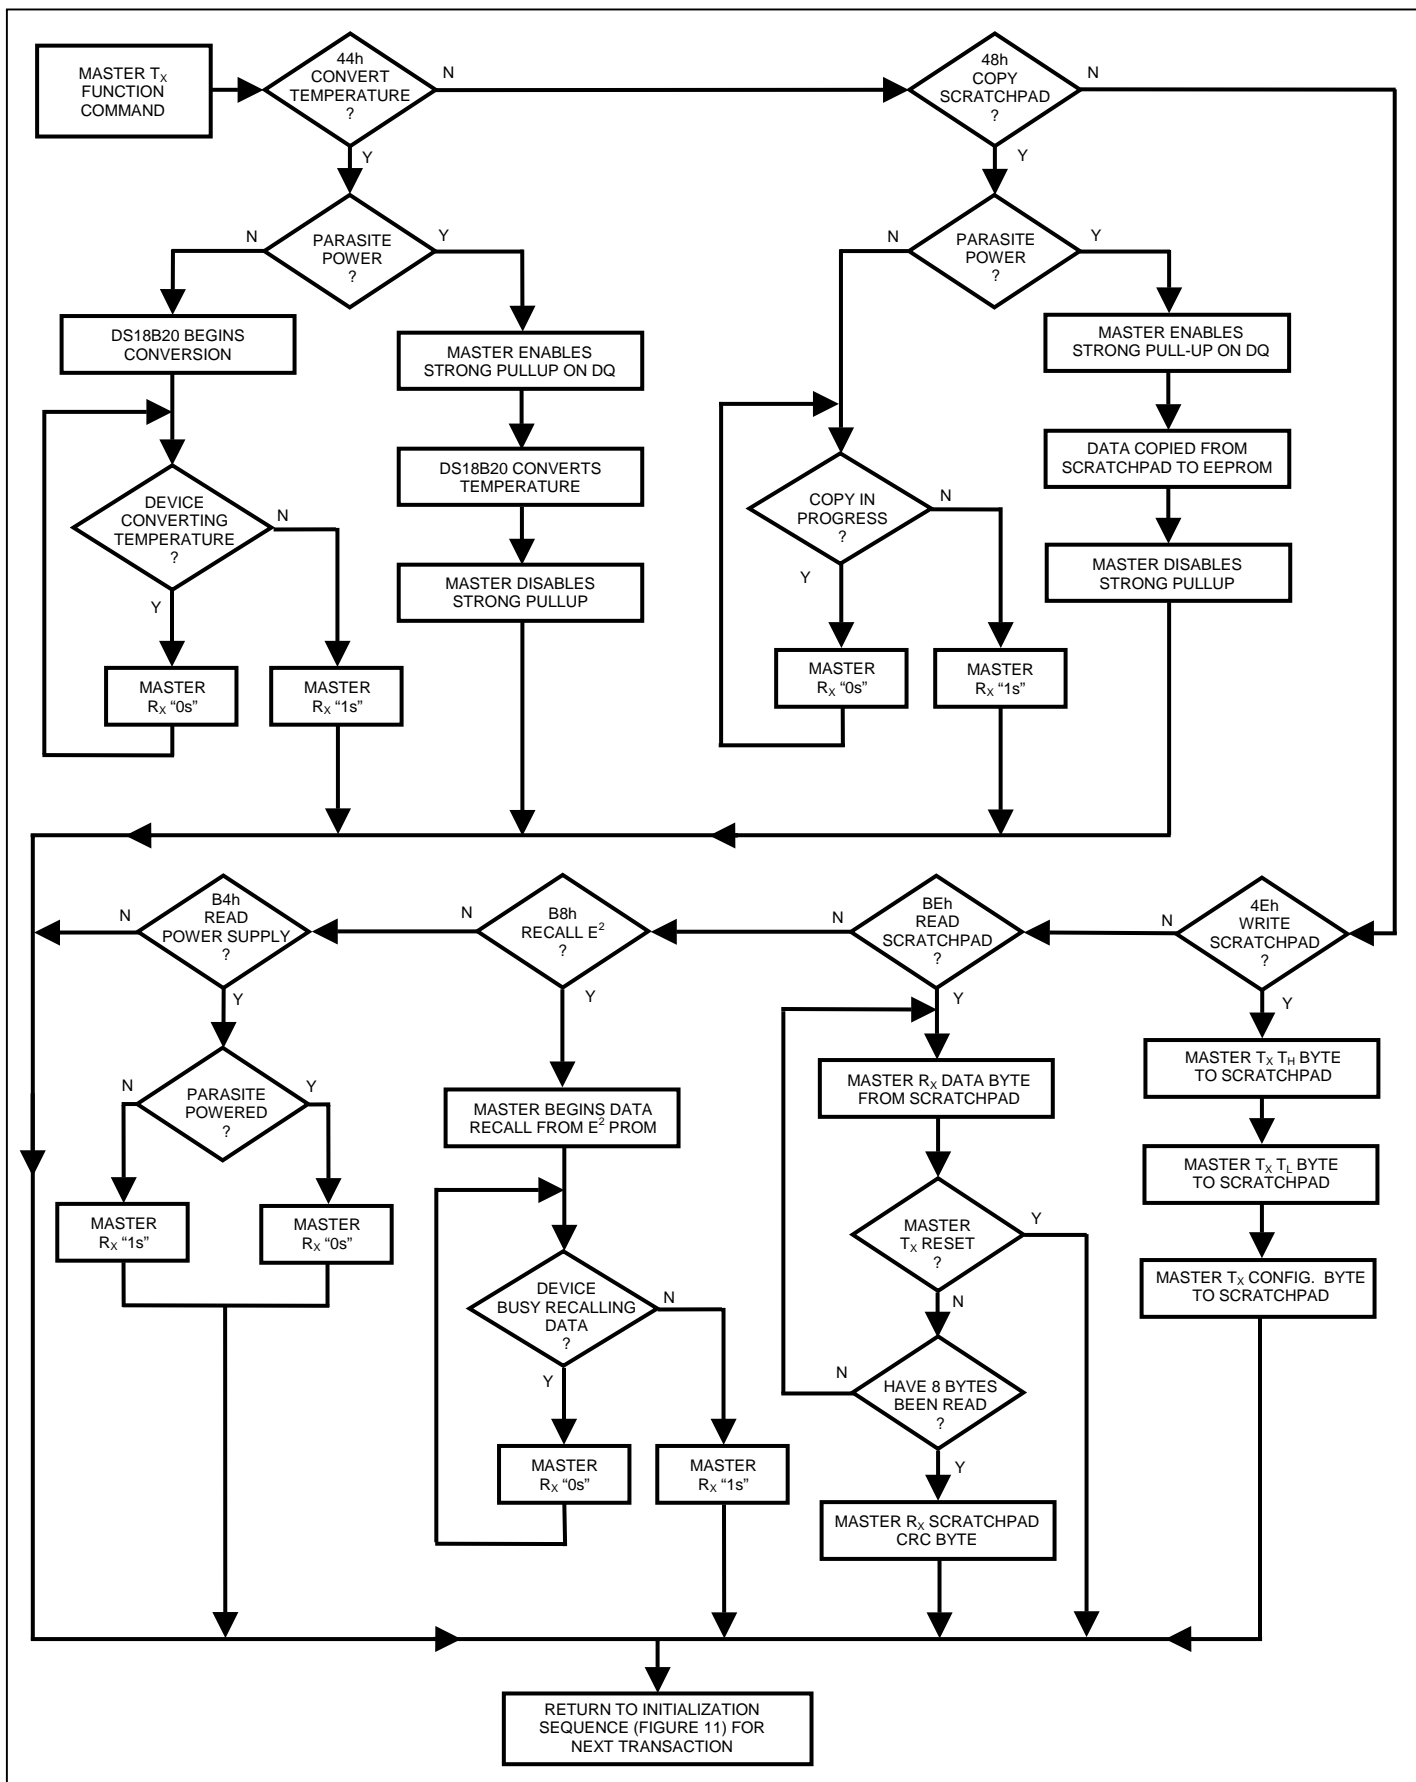 MASTER TX
FUNCTION
COMMAND
44h
CONVERT
TEMPERATURE
?
N
Y
48h
COPY
SCRATCHPAD
?
N
Y
PARASITE
POWER
?
N
Y
PARASITE
POWER
?
N
Y
DS18B20 BEGINS
CONVERSION
MASTER ENABLES
STRONG PULLUP ON DQ
MASTER ENABLES
STRONG PULL-UP ON DQ
DS18B20 CONVERTS
TEMPERATURE
DATA COPIED FROM
SCRATCHPAD TO EEPROM
DEVICE
CONVERTING
TEMPERATURE
?
N
Y
COPY IN
PROGRESS
?
N
Y
MASTER DISABLES
STRONG PULLUP
MASTER DISABLES
STRONG PULLUP
MASTER
RX “0s”
MASTER
RX “1s”
MASTER
RX “0s”
MASTER
RX “1s”
B4h
READ
POWER SUPPLY
?
N
Y
B8h
RECALL E2
?
N
Y
BEh
READ
SCRATCHPAD
?
N
Y
4Eh
WRITE
SCRATCHPAD
?
N
Y
PARASITE
POWERED
?
N
Y
MASTER
RX “1s”
MASTER
RX “0s”
MASTER BEGINS DATA
RECALL FROM E2 PROM
DEVICE
BUSY RECALLING
DATA
?
N
Y
MASTER
RX “0s”
MASTER
RX “1s”
MASTER RX DATA BYTE
FROM SCRATCHPAD
MASTER
TX RESET
?
Y
N
HAVE 8 BYTES
BEEN READ
?
N
Y
MASTER RX SCRATCHPAD
CRC BYTE
MASTER TX TH BYTE
TO SCRATCHPAD
MASTER TX TL BYTE
TO SCRATCHPAD
MASTER TX CONFIG. BYTE
TO SCRATCHPAD
RETURN TO INITIALIZATION
SEQUENCE (FIGURE 11) FOR
NEXT TRANSACTION